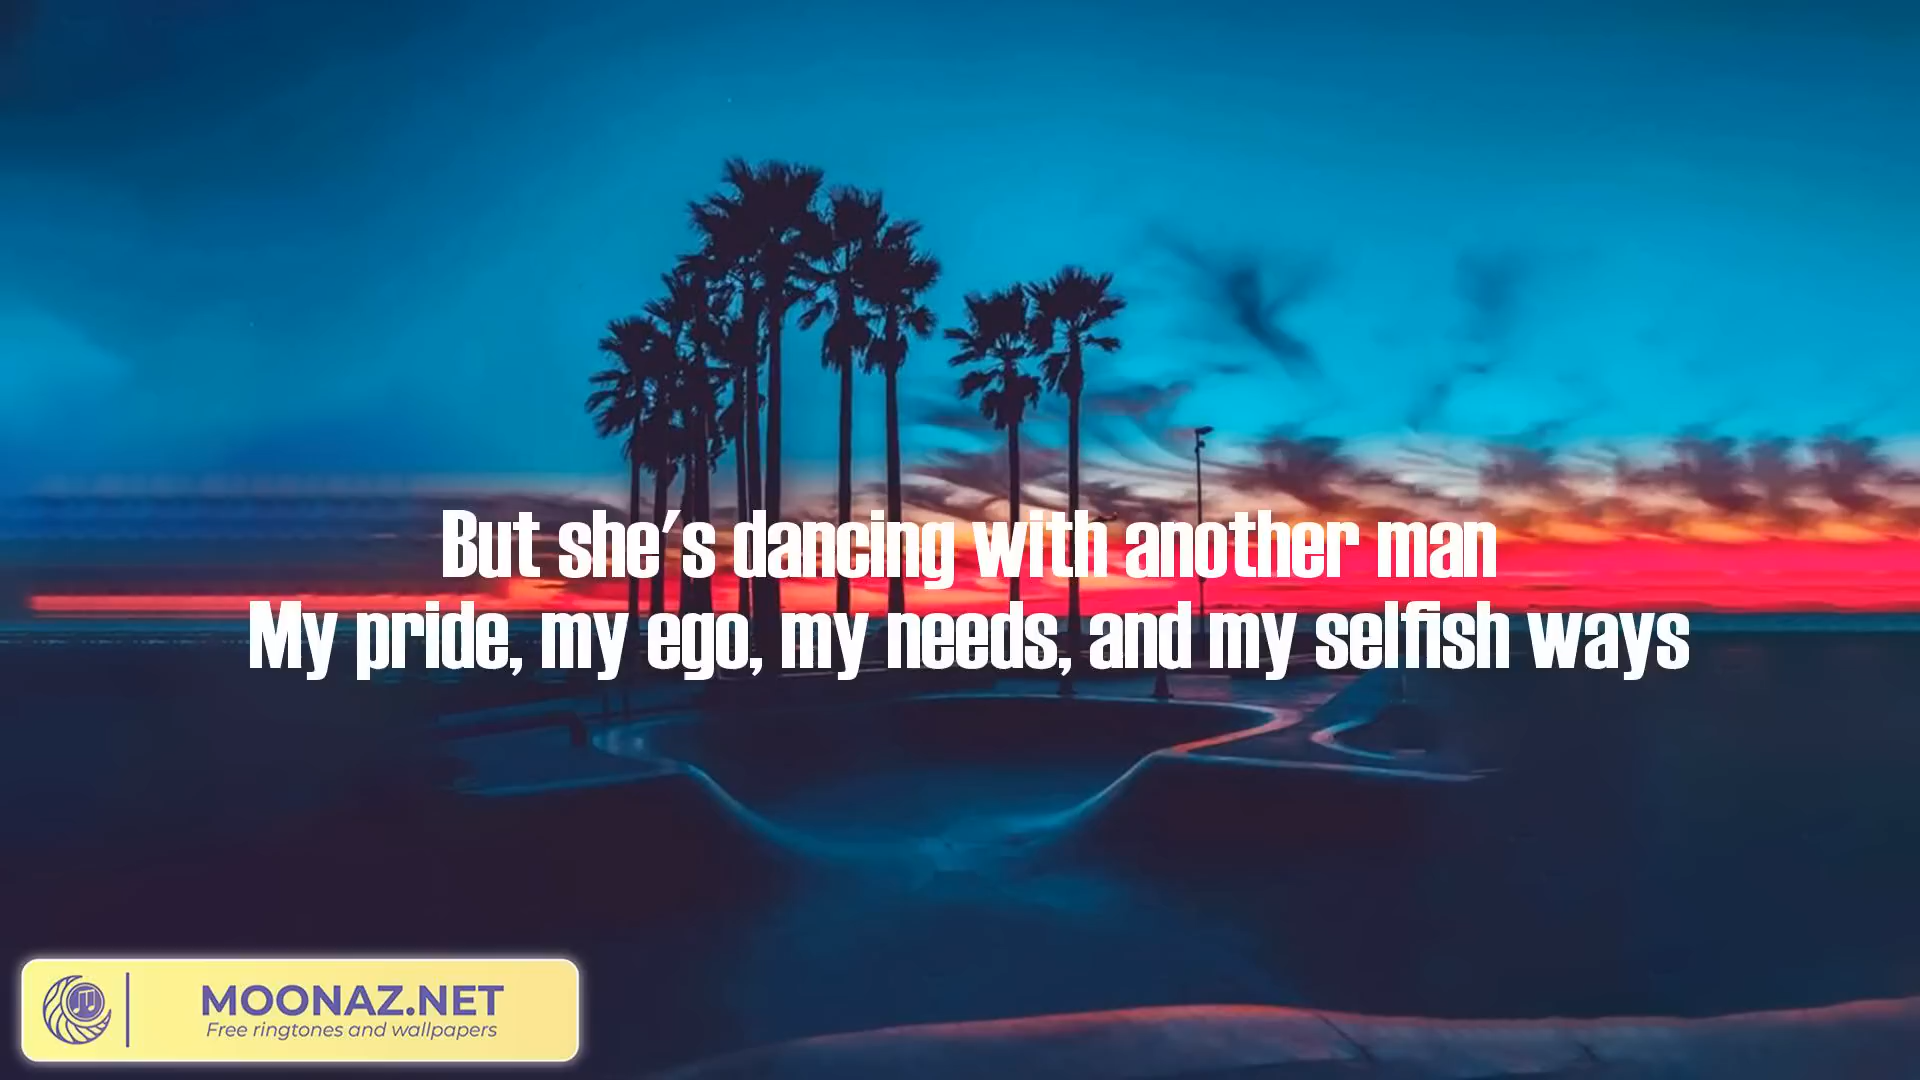 But she's dancing with another man
My pride, my ego, my needs, and my selfish ways
MOONAZ.NET
Free ringtones and wallpapers